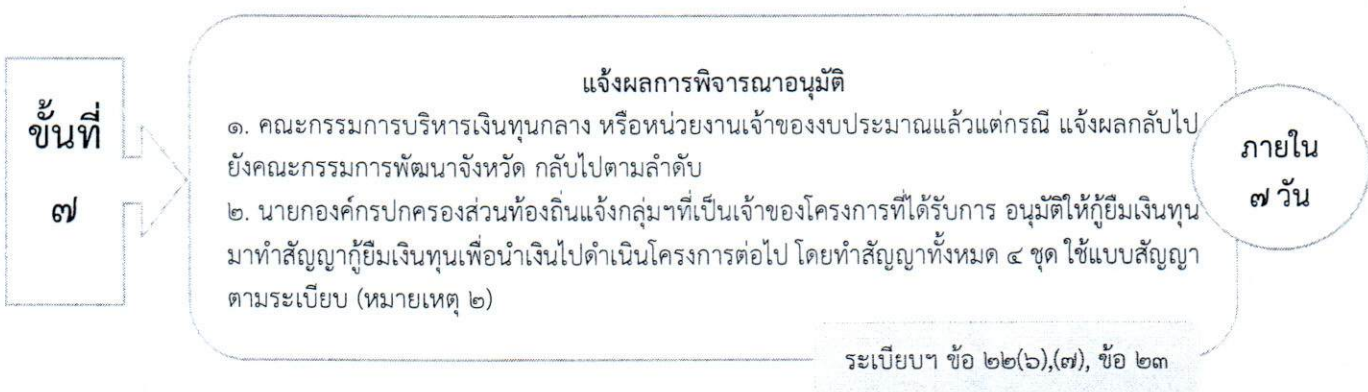 ขั้นที่
๗
แจ้งผลการพิจารณาอนุมัติ
๑. คณะกรรมการบริหารเงินทุนกลาง หรือหน่วยงานเจ้าของงบประมาณแล้วแต่กรณี แจ้งผลกลับไป
ยังคณะกรรมการพัฒนาจังหวัด กลับไปตามลำดับ
๒. นายกองค์กรปกครองส่วนท้องถิ่นแจ้งกลุ่มฯที่เป็นเจ้าของโครงการที่ได้รับการ อนุมัติให้กู้ยืมเงินทุน
มาทำสัญญากู้ยืมเงินทุนเพื่อนำเงินไปดำเนินโครงการต่อไป โดยทำสัญญาทั้งหมด ๔ ชุด ใช้แบบสัญญา
ตามระเบียบ (หมายเหตุ ๒)
ภายใน
๗ วัน
ระเบียบฯ ข้อ ๒๒(๖),(๗), ข้อ ๒๓